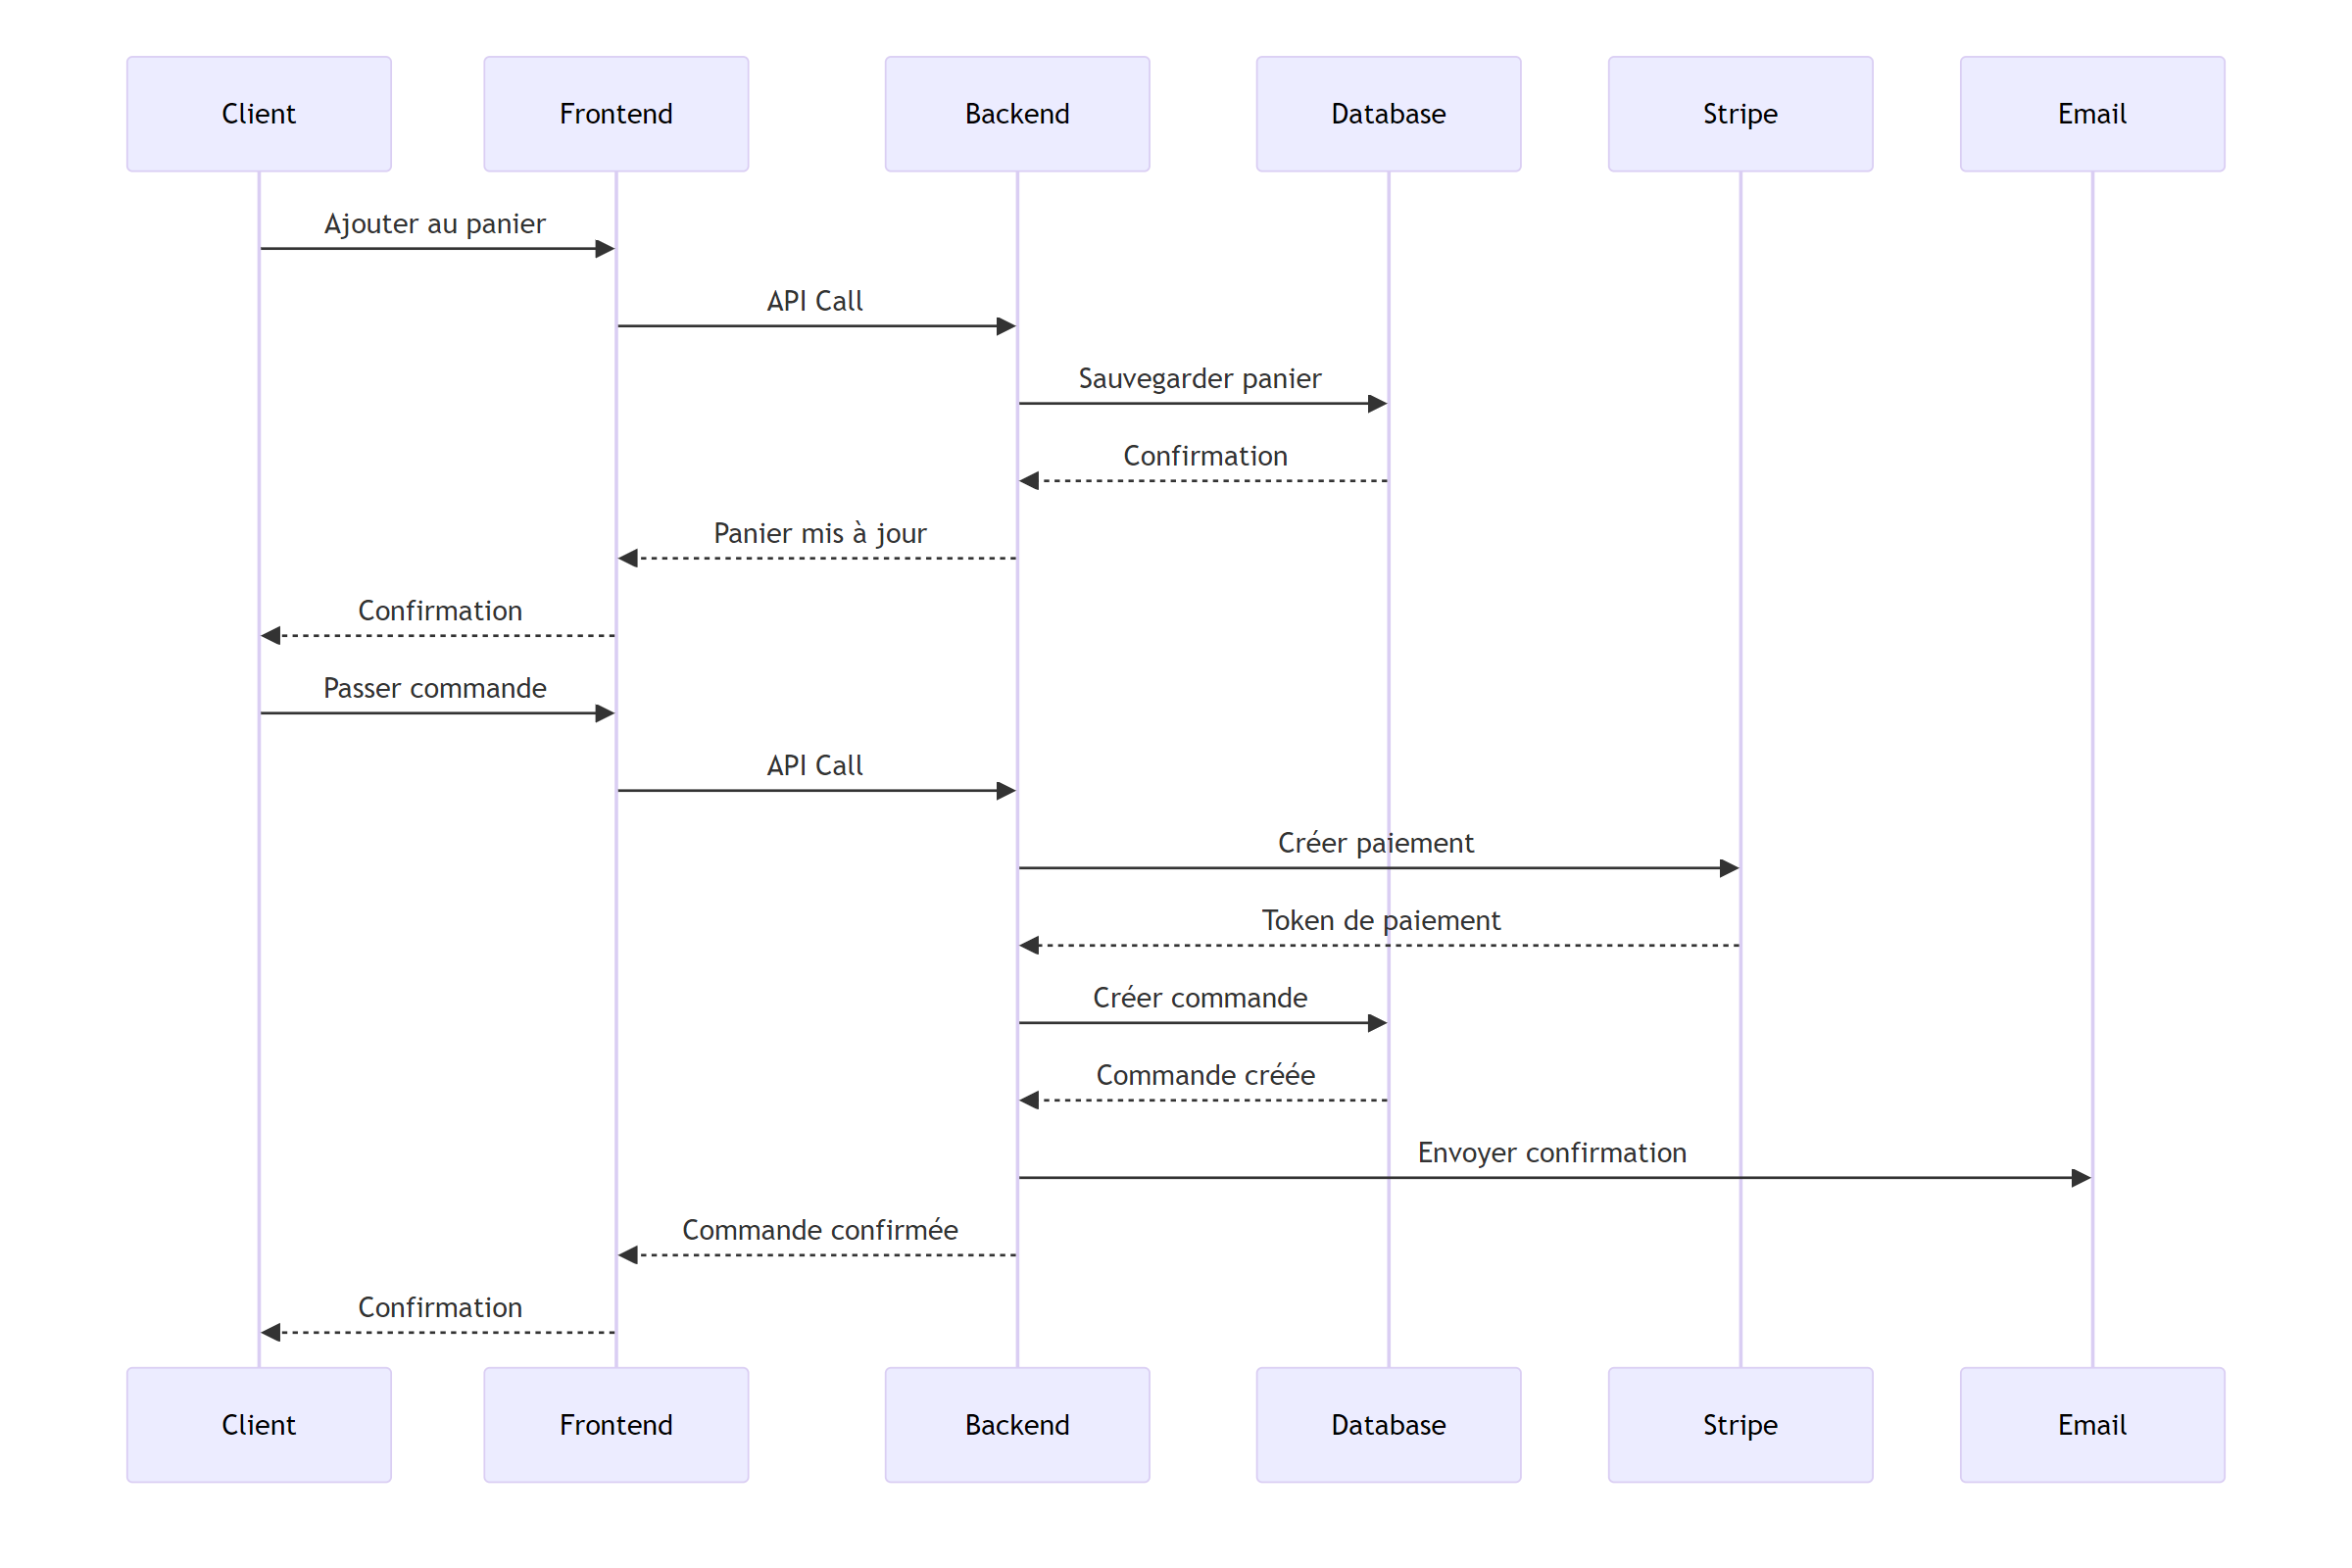 Client
Frontend
Backend
Database
Stripe
Email
Ajouter au panier
API Call
Sauvegarder panier
Confirmation
Panier mis à jour
Confirmation
Passer commande
API Call
Créer paiement
Token de paiement
Créer commande
Commande créée
Envoyer confirmation
Commande confirmée
Confirmation
Client
Frontend
Backend
Database
Stripe
Email